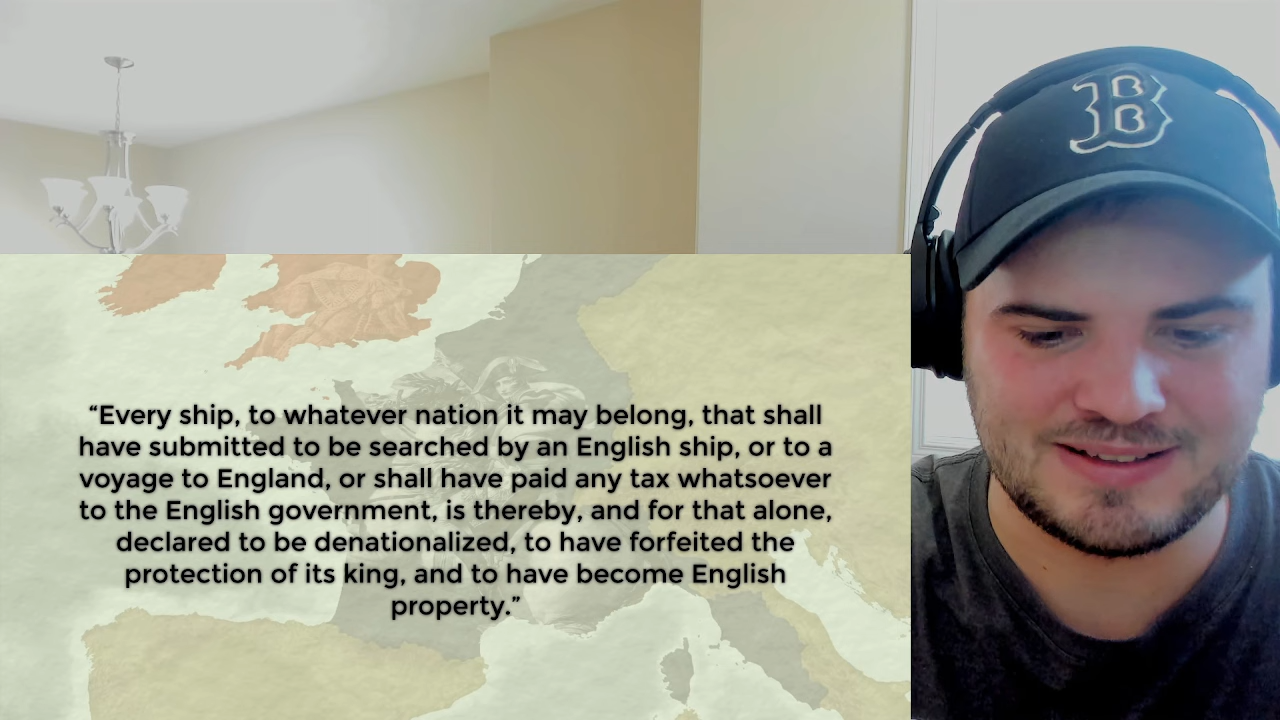 B
“Every ship, to whatever nation it may belong, that shall
have submitted to be searched by an English ship, or to a
voyage to England, or shall have paid any tax whatsoever
to the English government, is thereby, and for that alone,
declared to be denationalized, to have forfeited the
protection of its king, and to have become English
property.”